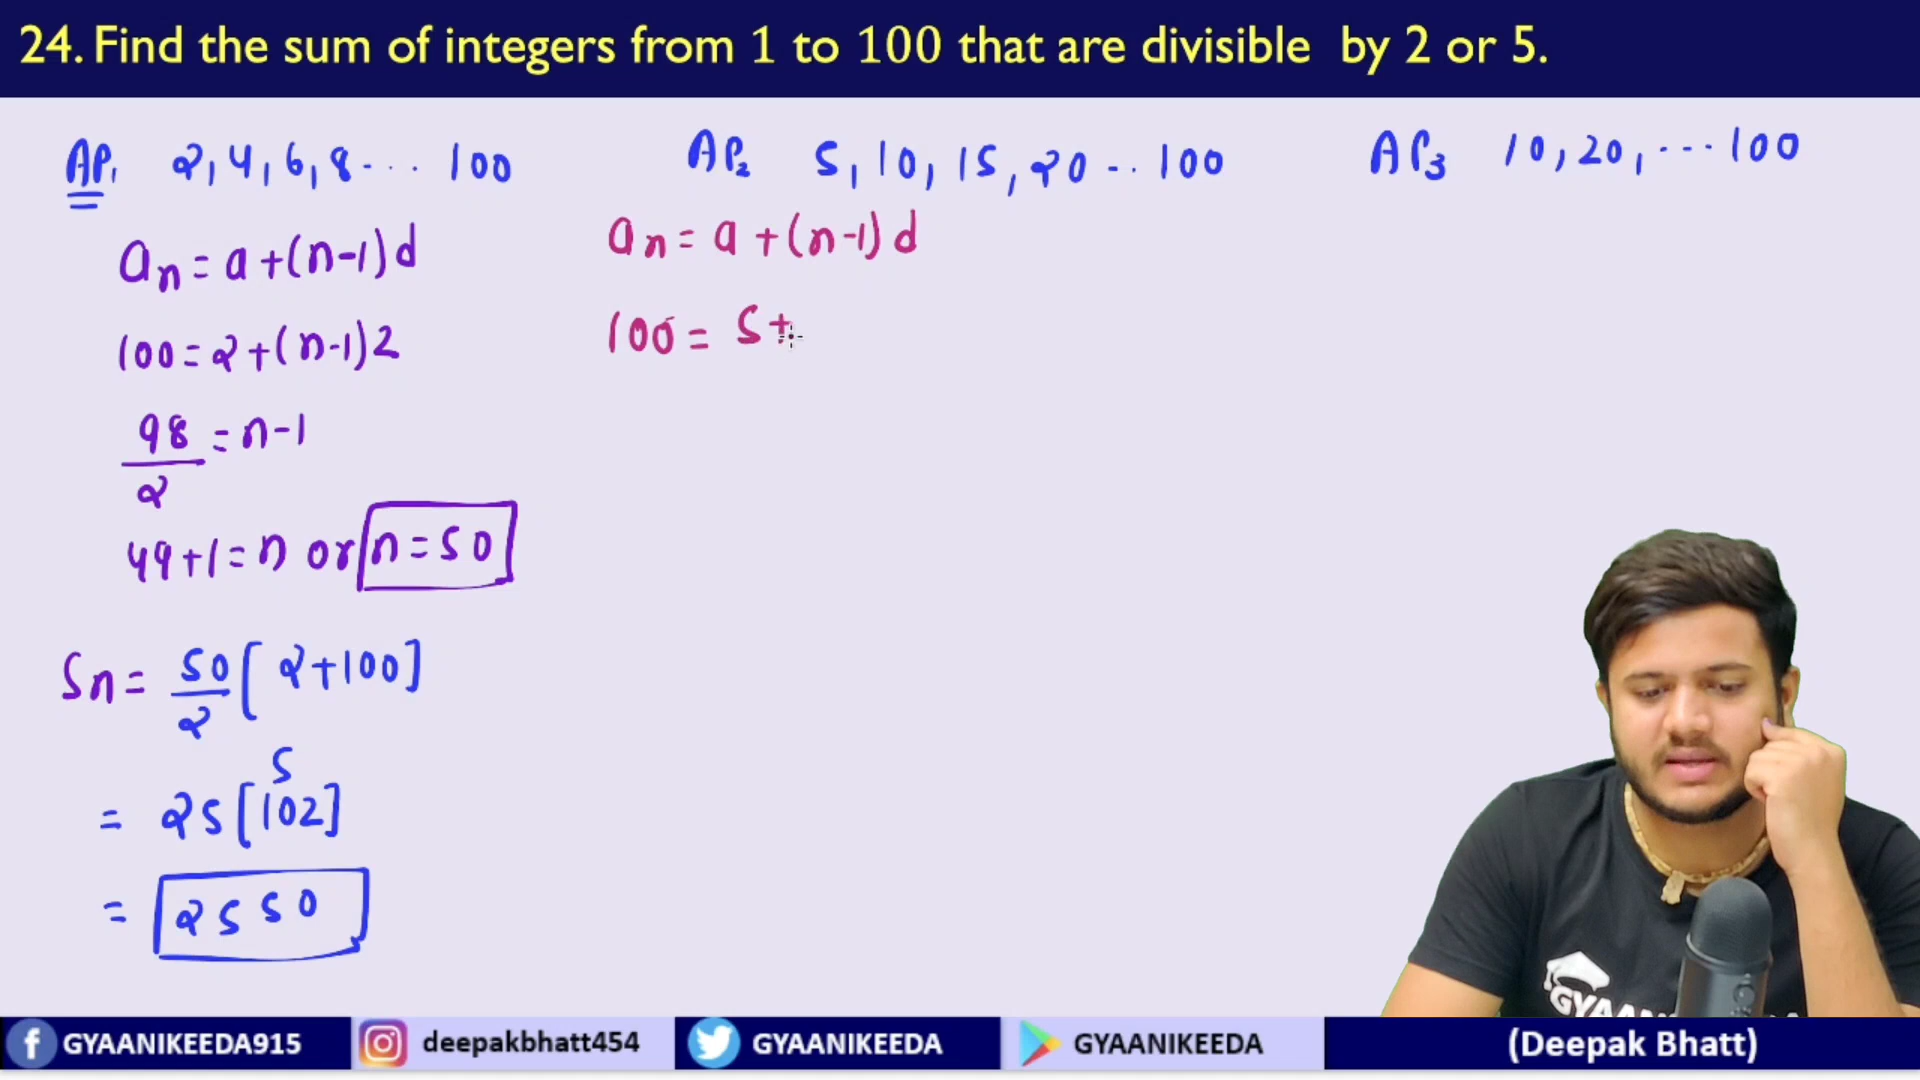 24. Find the sum of integers from 1 to 100 that are divisible by 2 or 5.
AP₁ 2, 4, 6, 8 - - - . 100
aₙ = a + (n-1) d
100 = 2 + (n-1) 2
98/2 = n-1
49+1 = n or n = 50
Sn = 50/2 [ 2+100]
5
= 25 [102]
= 2550
AP₂ 5, 10, 15, 20 - .. 100
aₙ = a + (n-1) d
100 = 5 +
AP₃ 10, 20, --- 100
GYAANI
GYAANIKEEDA915
deepakbhatt454
GYAANIKEEDA
GYAANIKEEDA
(Deepak Bhatt)